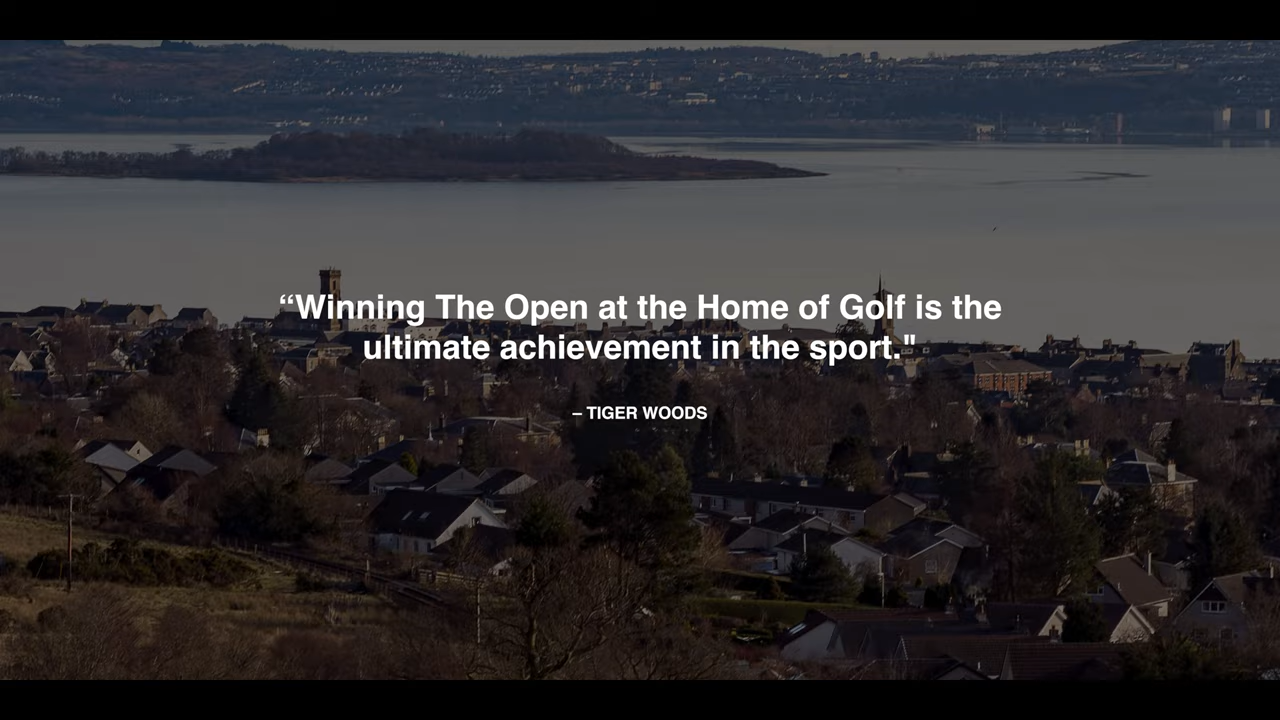 “Winning The Open at the Home of Golf is the
ultimate achievement in the sport."
– TIGER WOODS